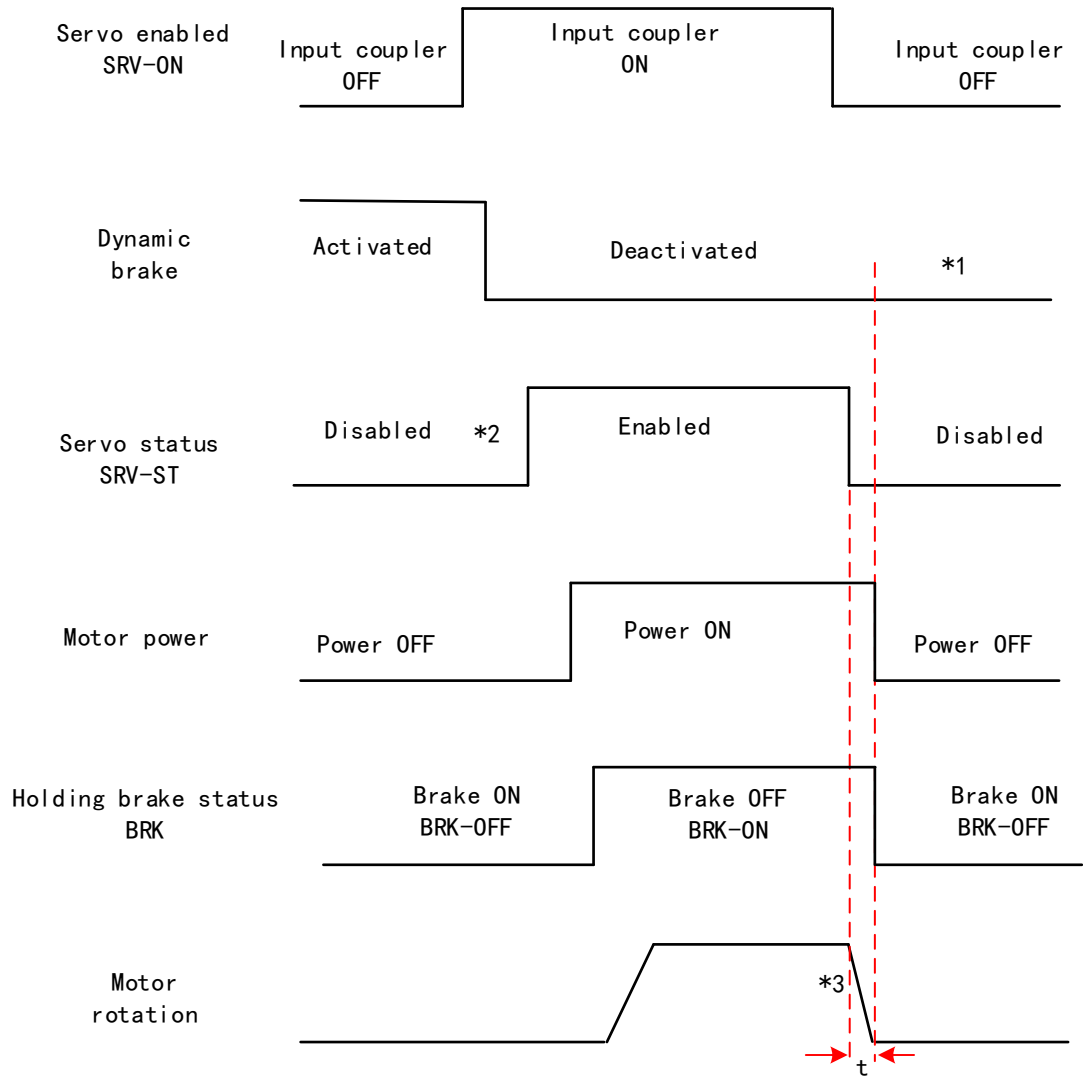 Servo enabled
SRV-ON
Input coupler
OFF
Input coupler
ON
Input coupler
OFF
Dynamic
brake
Activated
Deactivated
*1
Servo status
SRV-ST
Disabled
*2
Enabled
Disabled
Motor power
Power OFF
Power ON
Power OFF
Holding brake status
BRK
Brake ON
BRK-OFF
Brake OFF
BRK-ON
Brake ON
BRK-OFF
Motor
rotation
*3
t